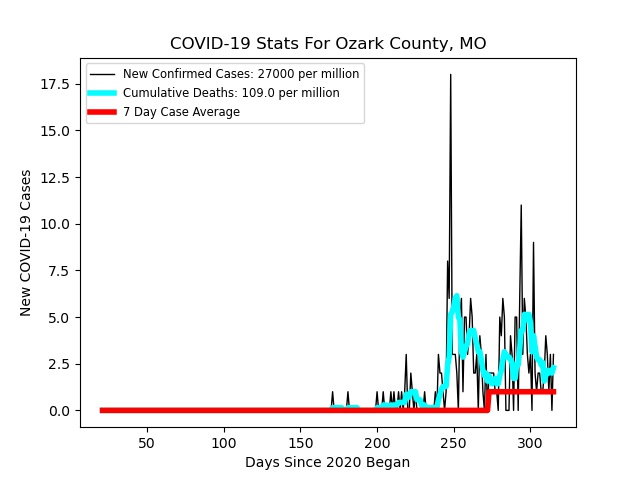 COVID-19 Stats For Ozark County, MO
New Confirmed Cases: 27000 per million
Cumulative Deaths: 109.0 per million
7 Day Case Average
New COVID-19 Cases
17.5
15.0
12.5
10.0
7.5
5.0
2.5
0.0
50 100 150 200 250 300
Days Since 2020 Began